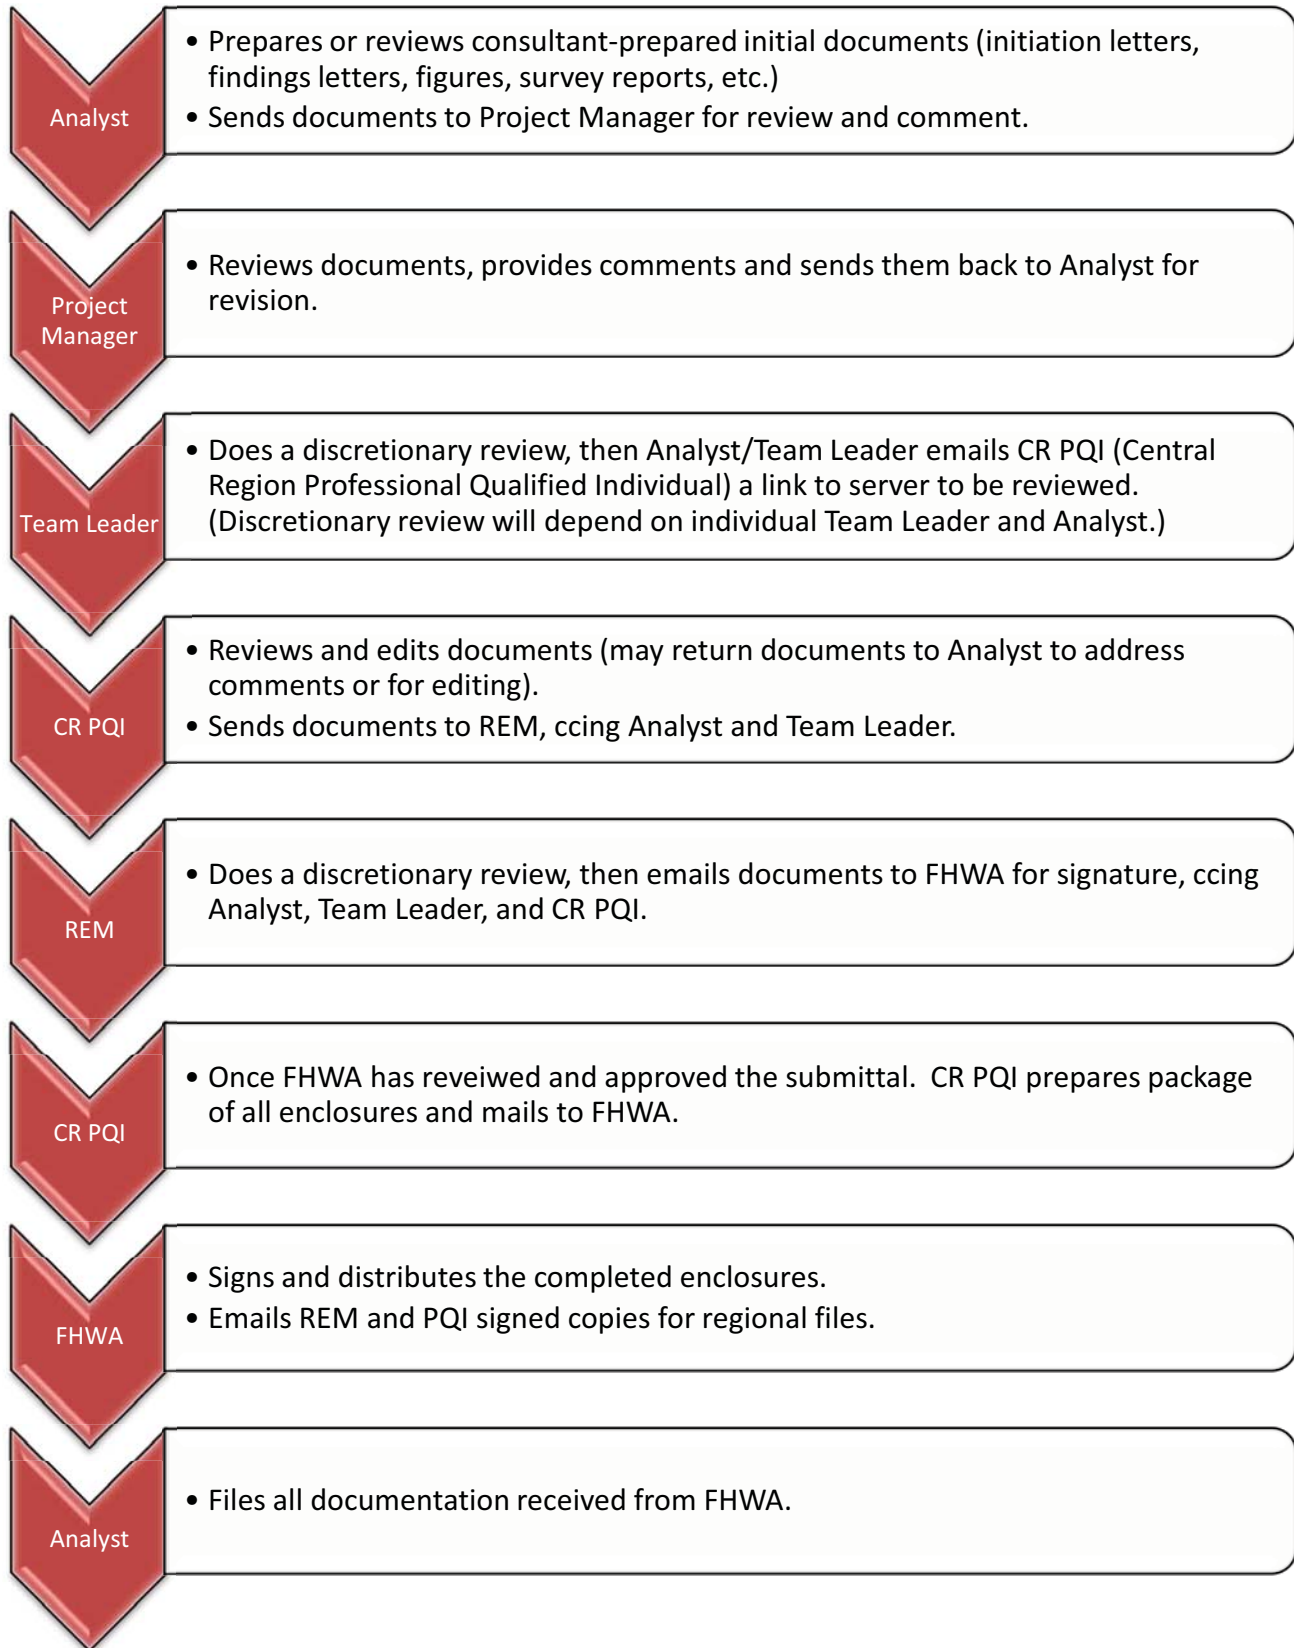 Analyst
• Prepares or reviews consultant-prepared initial documents (initiation letters,
findings letters, figures, survey reports, etc.)
• Sends documents to Project Manager for review and comment.
Project
Manager
• Reviews documents, provides comments and sends them back to Analyst for
revision.
Team Leader
• Does a discretionary review, then Analyst/Team Leader emails CR PQI (Central
Region Professional Qualified Individual) a link to server to be reviewed.
(Discretionary review will depend on individual Team Leader and Analyst.)
CR PQI
• Reviews and edits documents (may return documents to Analyst to address
comments or for editing).
• Sends documents to REM, ccing Analyst and Team Leader.
REM
• Does a discretionary review, then emails documents to FHWA for signature, ccing
Analyst, Team Leader, and CR PQI.
CR PQI
• Once FHWA has reveiwed and approved the submittal.  CR PQI prepares package
of all enclosures and mails to FHWA.
FHWA
• Signs and distributes the completed enclosures.
• Emails REM and PQI signed copies for regional files.
Analyst
• Files all documentation received from FHWA.